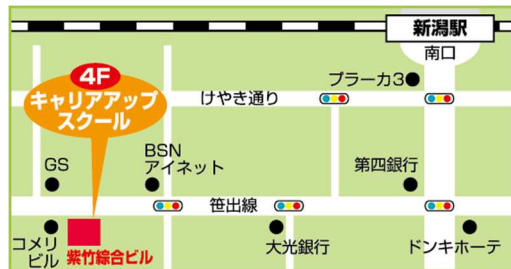 新潟駅
南口
プラーカ3
4F
キャリアアップ
スクール
けやき通り
GS
BSN
アイネット
第四銀行
笹出線
コメリ
ビル
紫竹綜合ビル
大光銀行
ドンキホーテ